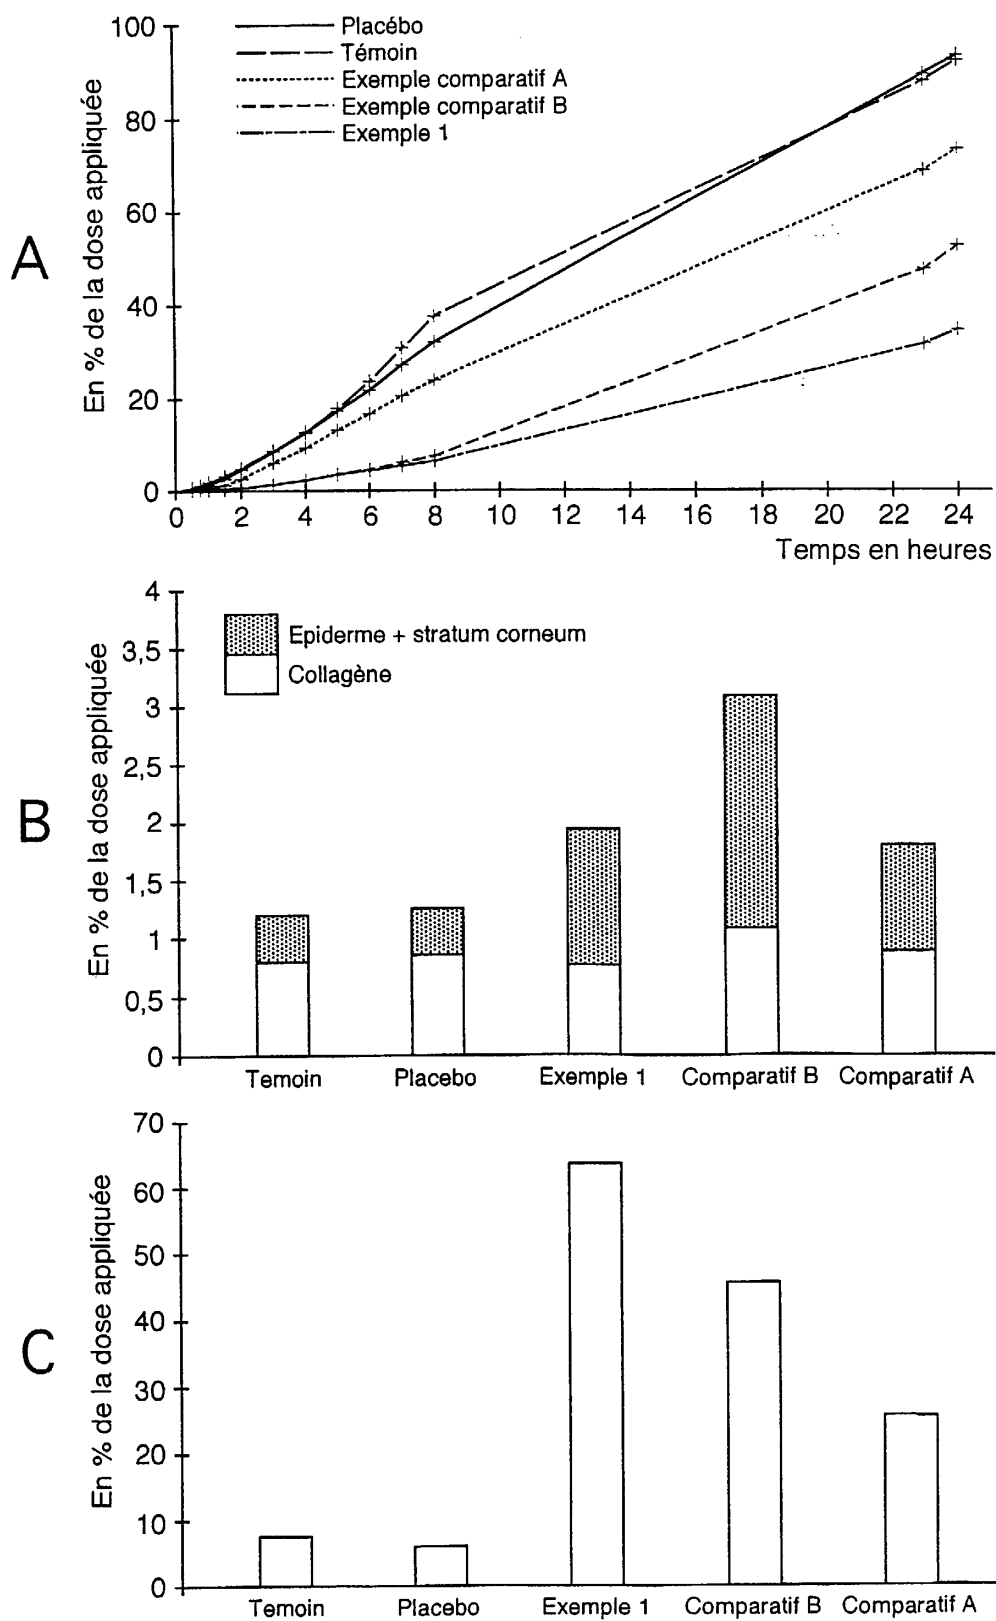 A
En % de la dose appliquée
100
80
60
40
20
0
Placébo
Témoin
Exemple comparatif A
Exemple comparatif B
Exemple 1
0 2 4 6 8 10 12 14 16 18 20 22 24
Temps en heures
B
En % de la dose appliquée
4
3,5
3
2,5
2
1,5
1
0,5
0
Epiderme + stratum corneum
Collagène
Temoin Placebo Exemple 1 Comparatif B Comparatif A
C
En % de la dose appliquée
70
60
50
40
30
20
10
0
Temoin Placebo Exemple 1 Comparatif B Comparatif A